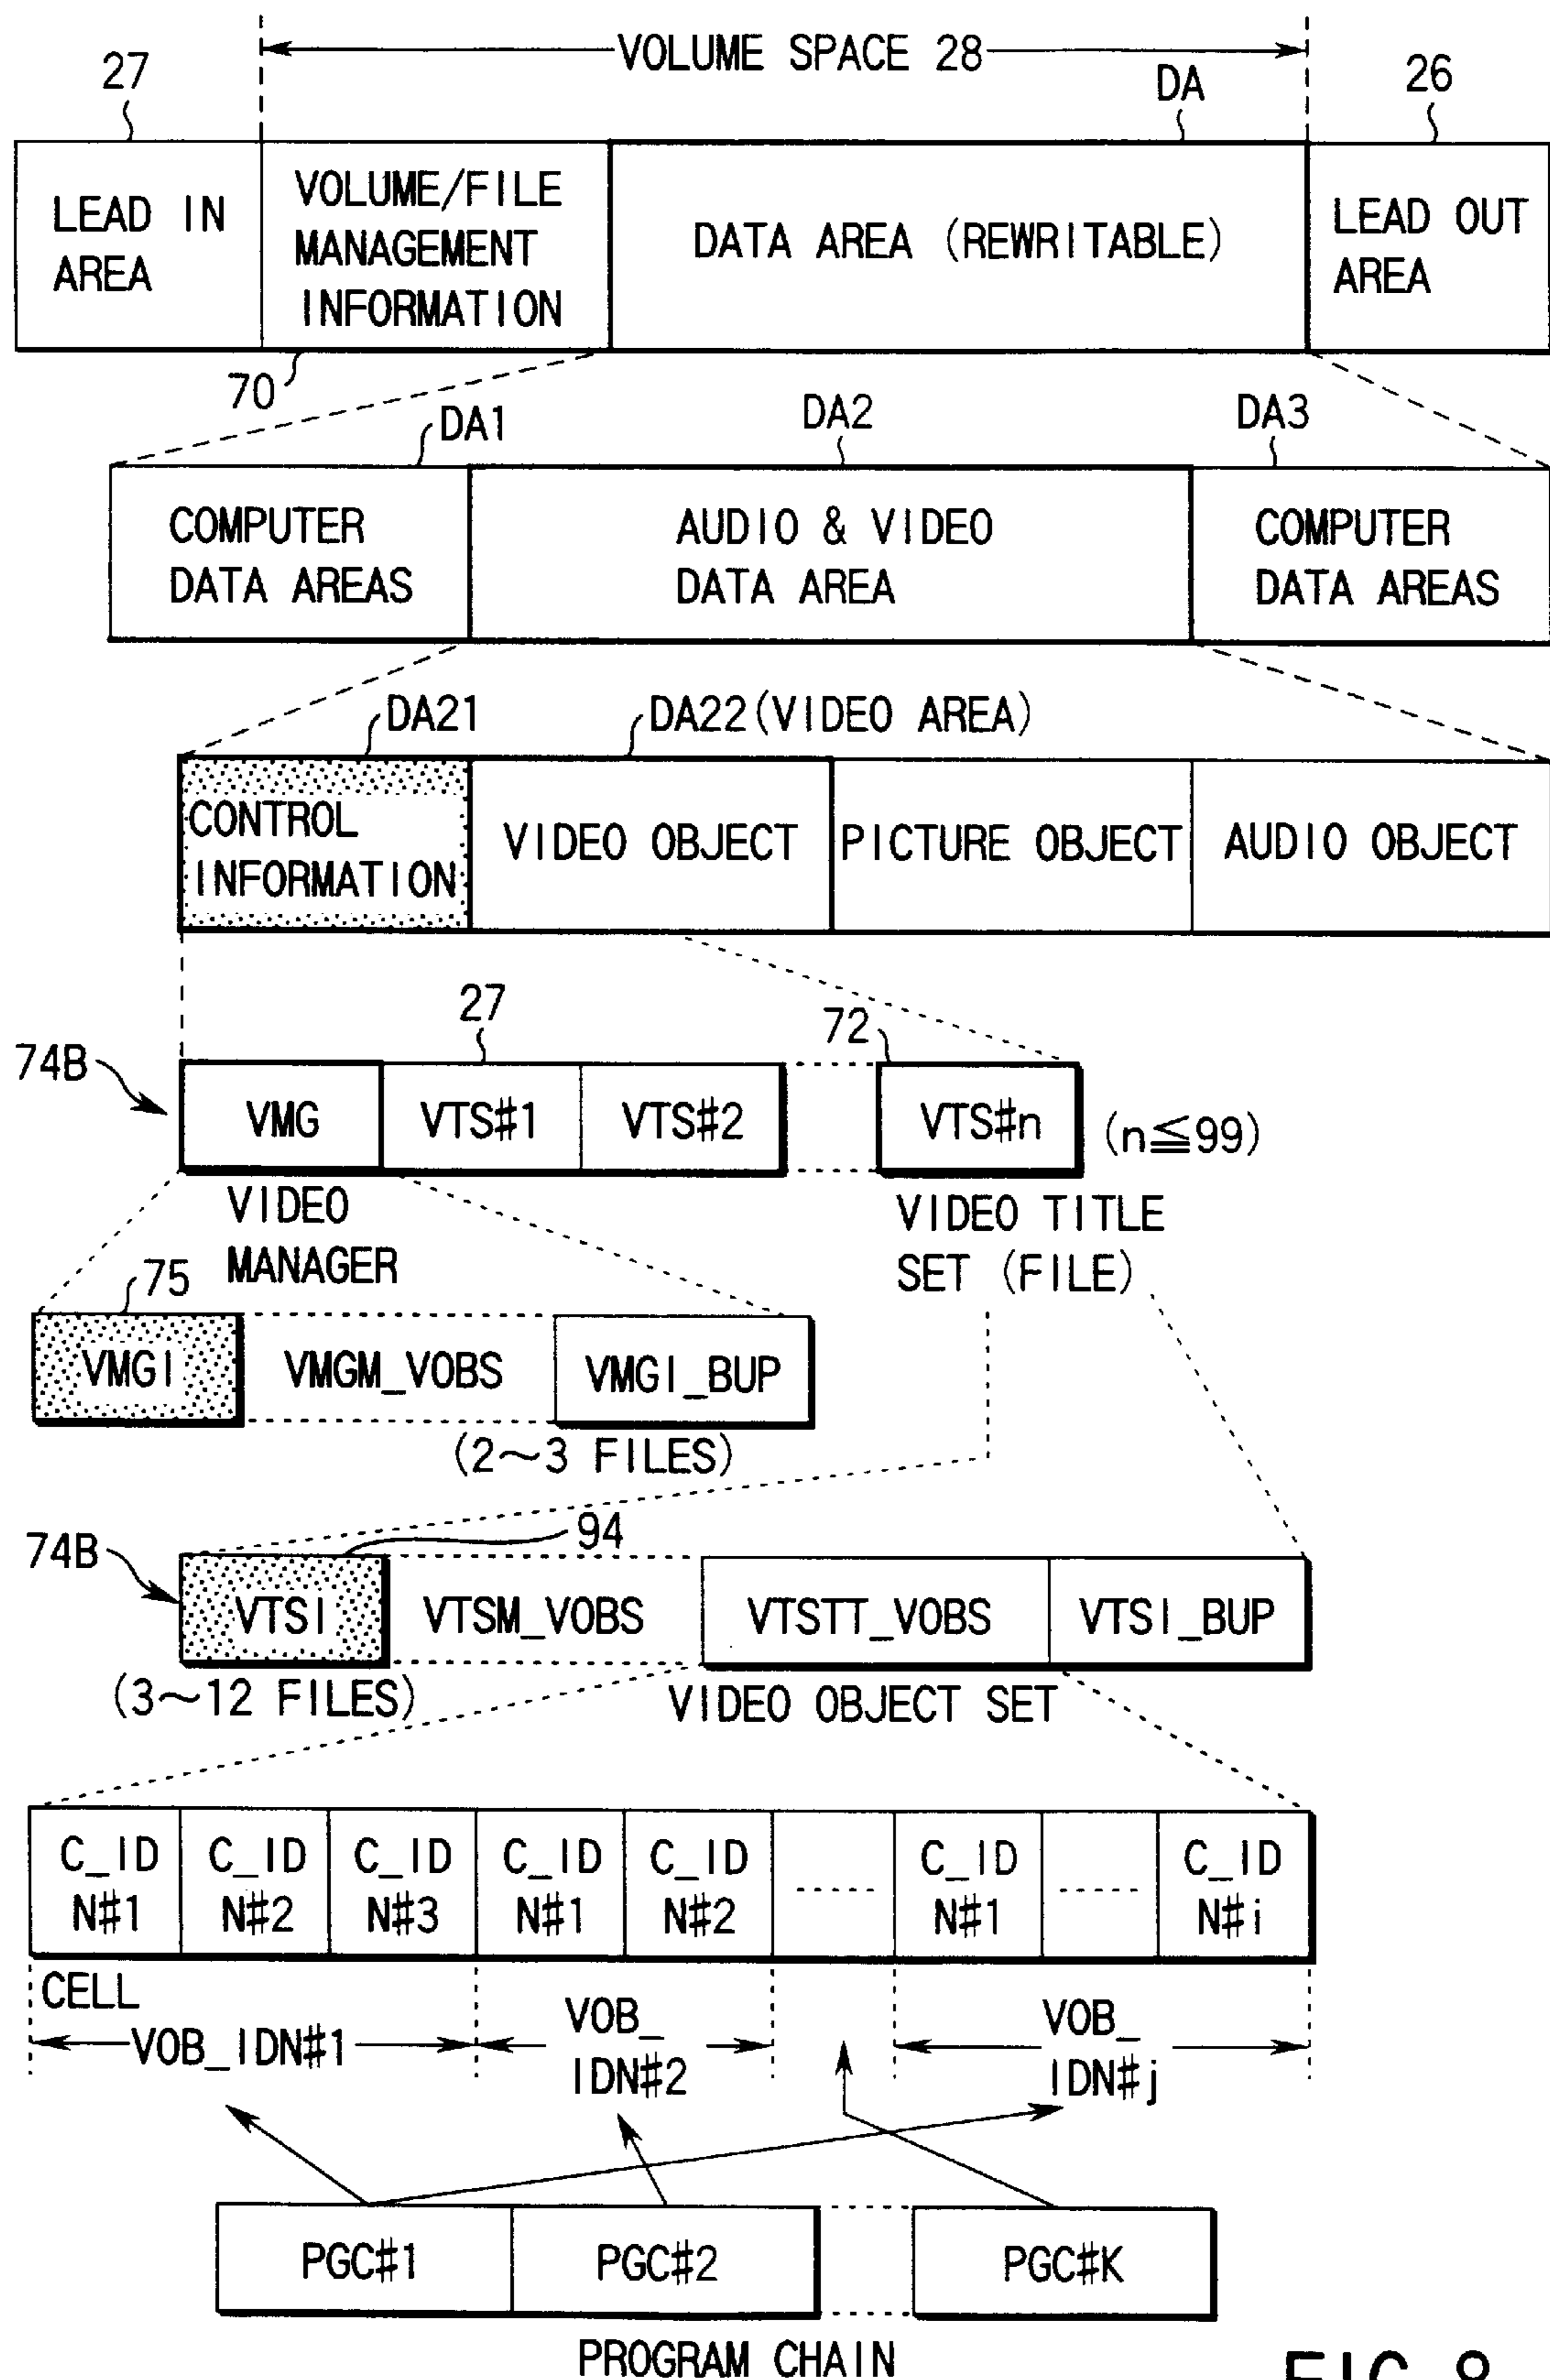 VOLUME SPACE 28
27
DA
26
LEAD IN
AREA
VOLUME/FILE
MANAGEMENT
INFORMATION
DATA AREA (REWRITABLE)
LEAD OUT
AREA
70
DA1
DA2
DA3
COMPUTER
DATA AREAS
AUDIO & VIDEO
DATA AREA
COMPUTER
DATA AREAS
DA21
DA22(VIDEO AREA)
CONTROL
INFORMATION
VIDEO OBJECT
PICTURE OBJECT
AUDIO OBJECT
27
72
74B
VMG
VTS#1
VTS#2
VTS#n
(n≦99)
VIDEO
MANAGER
VIDEO TITLE
SET (FILE)
75
VMGI
VMGM_VOBS
VMGI_BUP
(2~3 FILES)
94
74B
VTSI
VTSM_VOBS
VTSTT_VOBS
VTSI_BUP
(3~12 FILES)
VIDEO OBJECT SET
C_ID
N#1
C_ID
N#2
C_ID
N#3
C_ID
N#1
C_ID
N#2
C_ID
N#1
C_ID
N#i
CELL
VOB_IDN#1
VOB_
IDN#2
VOB_
IDN#j
PGC#1
PGC#2
PGC#K
PROGRAM CHAIN
FIG.8